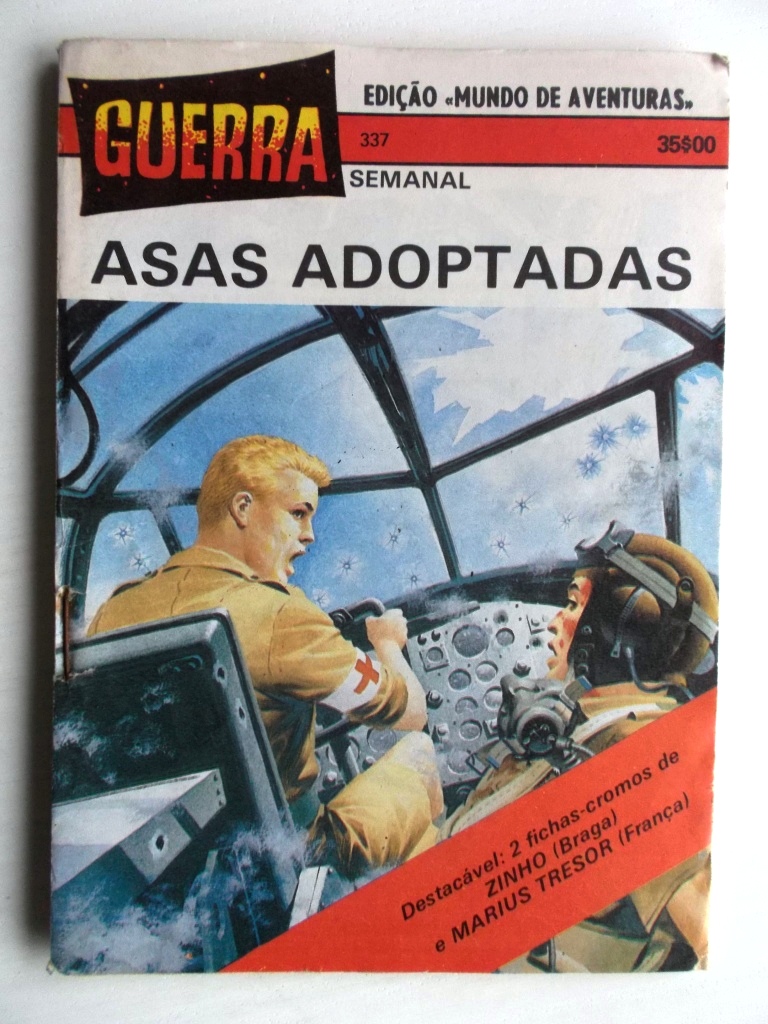 GUERRA
EDIÇÃO «MUNDO DE AVENTURAS»
337
35$00
SEMANAL
ASAS ADOPTADAS
Destacável: 2 fichas-cromos de
ZINHO (Braga)
e MARIUS TRESOR (França)